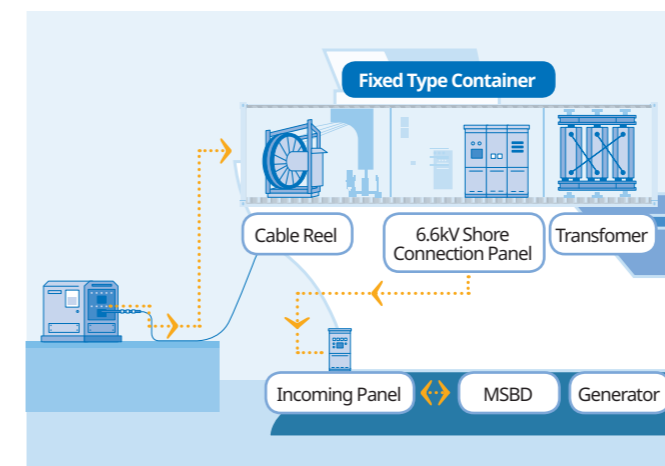 Fixed Type Container
Cable Reel
6.6kV Shore
Connection Panel
Transfomer
Incoming Panel
MSBD
Generator